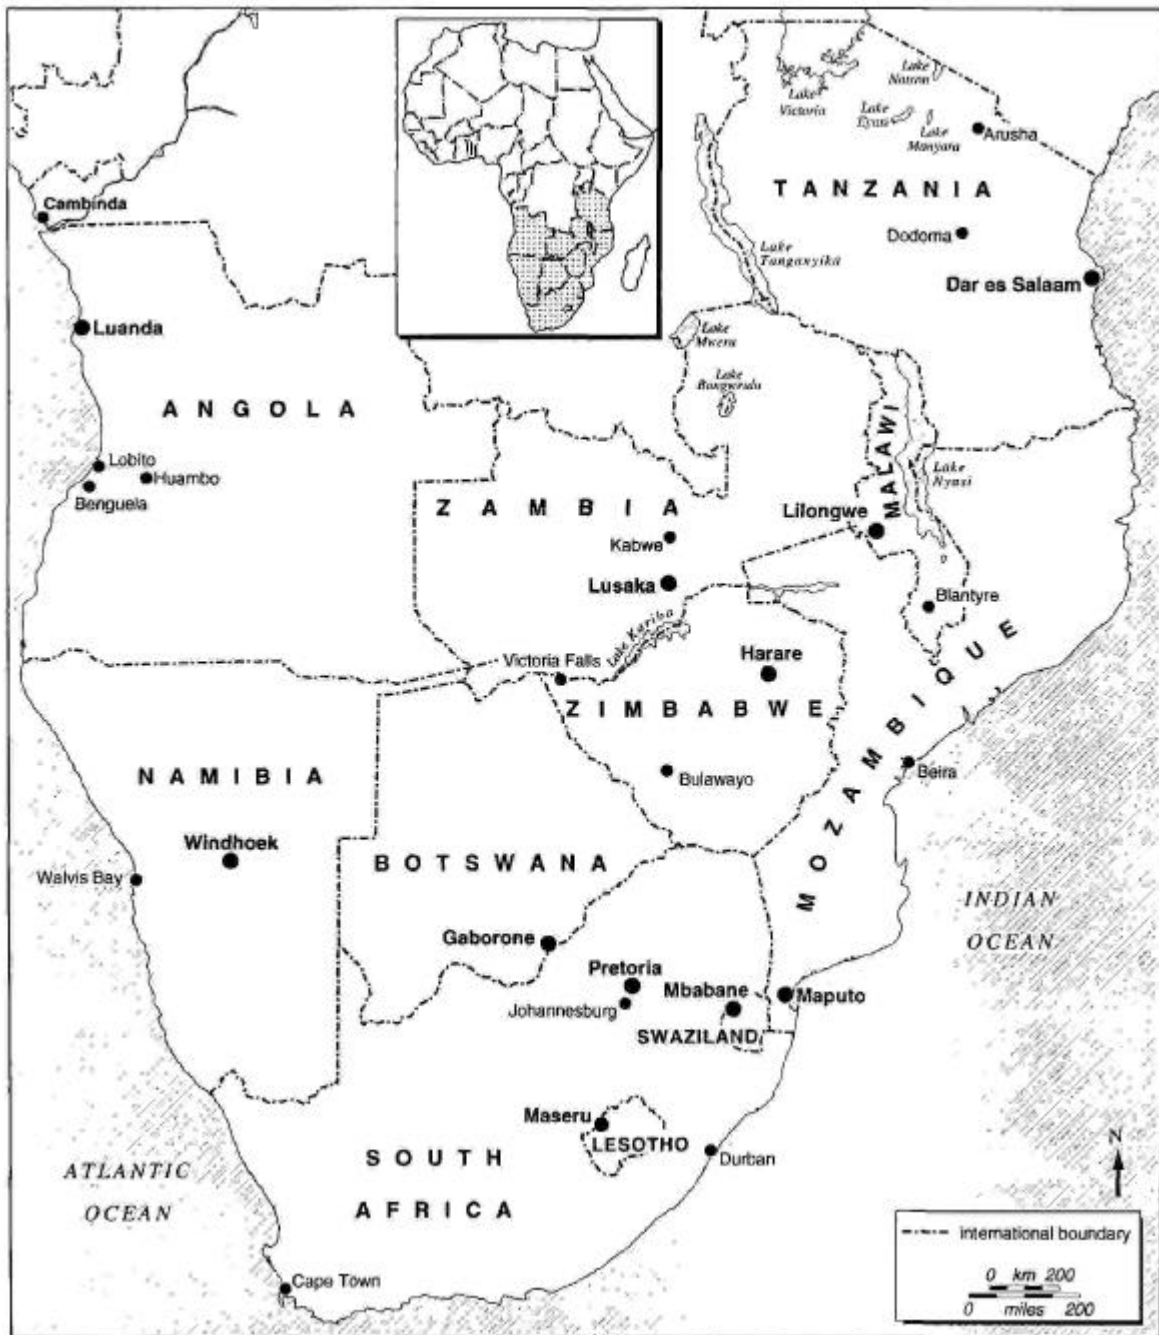 Lake
Natron
Lake
Victoria
Lake
Eyasi
Lake
Manyara
Arusha
TANZANIA
Cambinda
Dodoma
Lake
Tanganyika
Dar es Salaam
Luanda
Lake
Mweru
Lake
Bangweulu
ANGOLA
MALAWI
Lobito
Huambo
Benguela
Lake
Nyasi
ZAMBIA
Lilongwe
Kabwe
Lusaka
Blantyre
Lake Kariba
Victoria Falls
Harare
ZIMBABWE
MOZAMBIQUE
NAMIBIA
Bulawayo
Beira
Windhoek
BOTSWANA
Walvis Bay
INDIAN
OCEAN
Gaborone
Pretoria
Mbabane
Maputo
Johannesburg
SWAZILAND
Maseru
LESOTHO
Durban
N
SOUTH
AFRICA
ATLANTIC
OCEAN
international boundary
0 km 200
0 miles 200
Cape Town